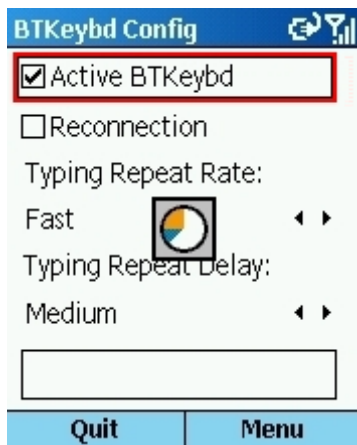 BTKeybd Config
Active BTKeybd
Reconnection
Typing Repeat Rate:
Fast
Typing Repeat Delay:
Medium
Quit Menu